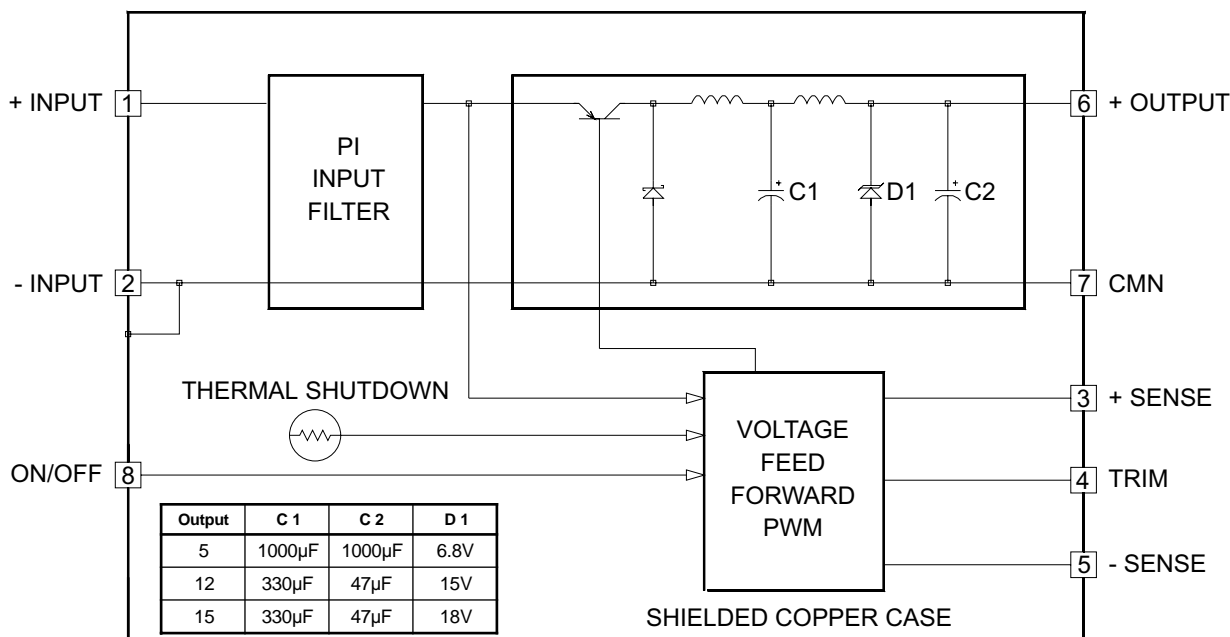 + INPUT 1
PI
INPUT
FILTER
C1
D1
C2
6 + OUTPUT
- INPUT 2
7 CMN
THERMAL SHUTDOWN
ON/OFF 8
VOLTAGE
FEED
FORWARD
PWM
3 + SENSE
4 TRIM
5 - SENSE
Output C 1 C 2 D 1
5 1000µF 1000µF 6.8V
12 330µF 47µF 15V
15 330µF 47µF 18V
SHIELDED COPPER CASE